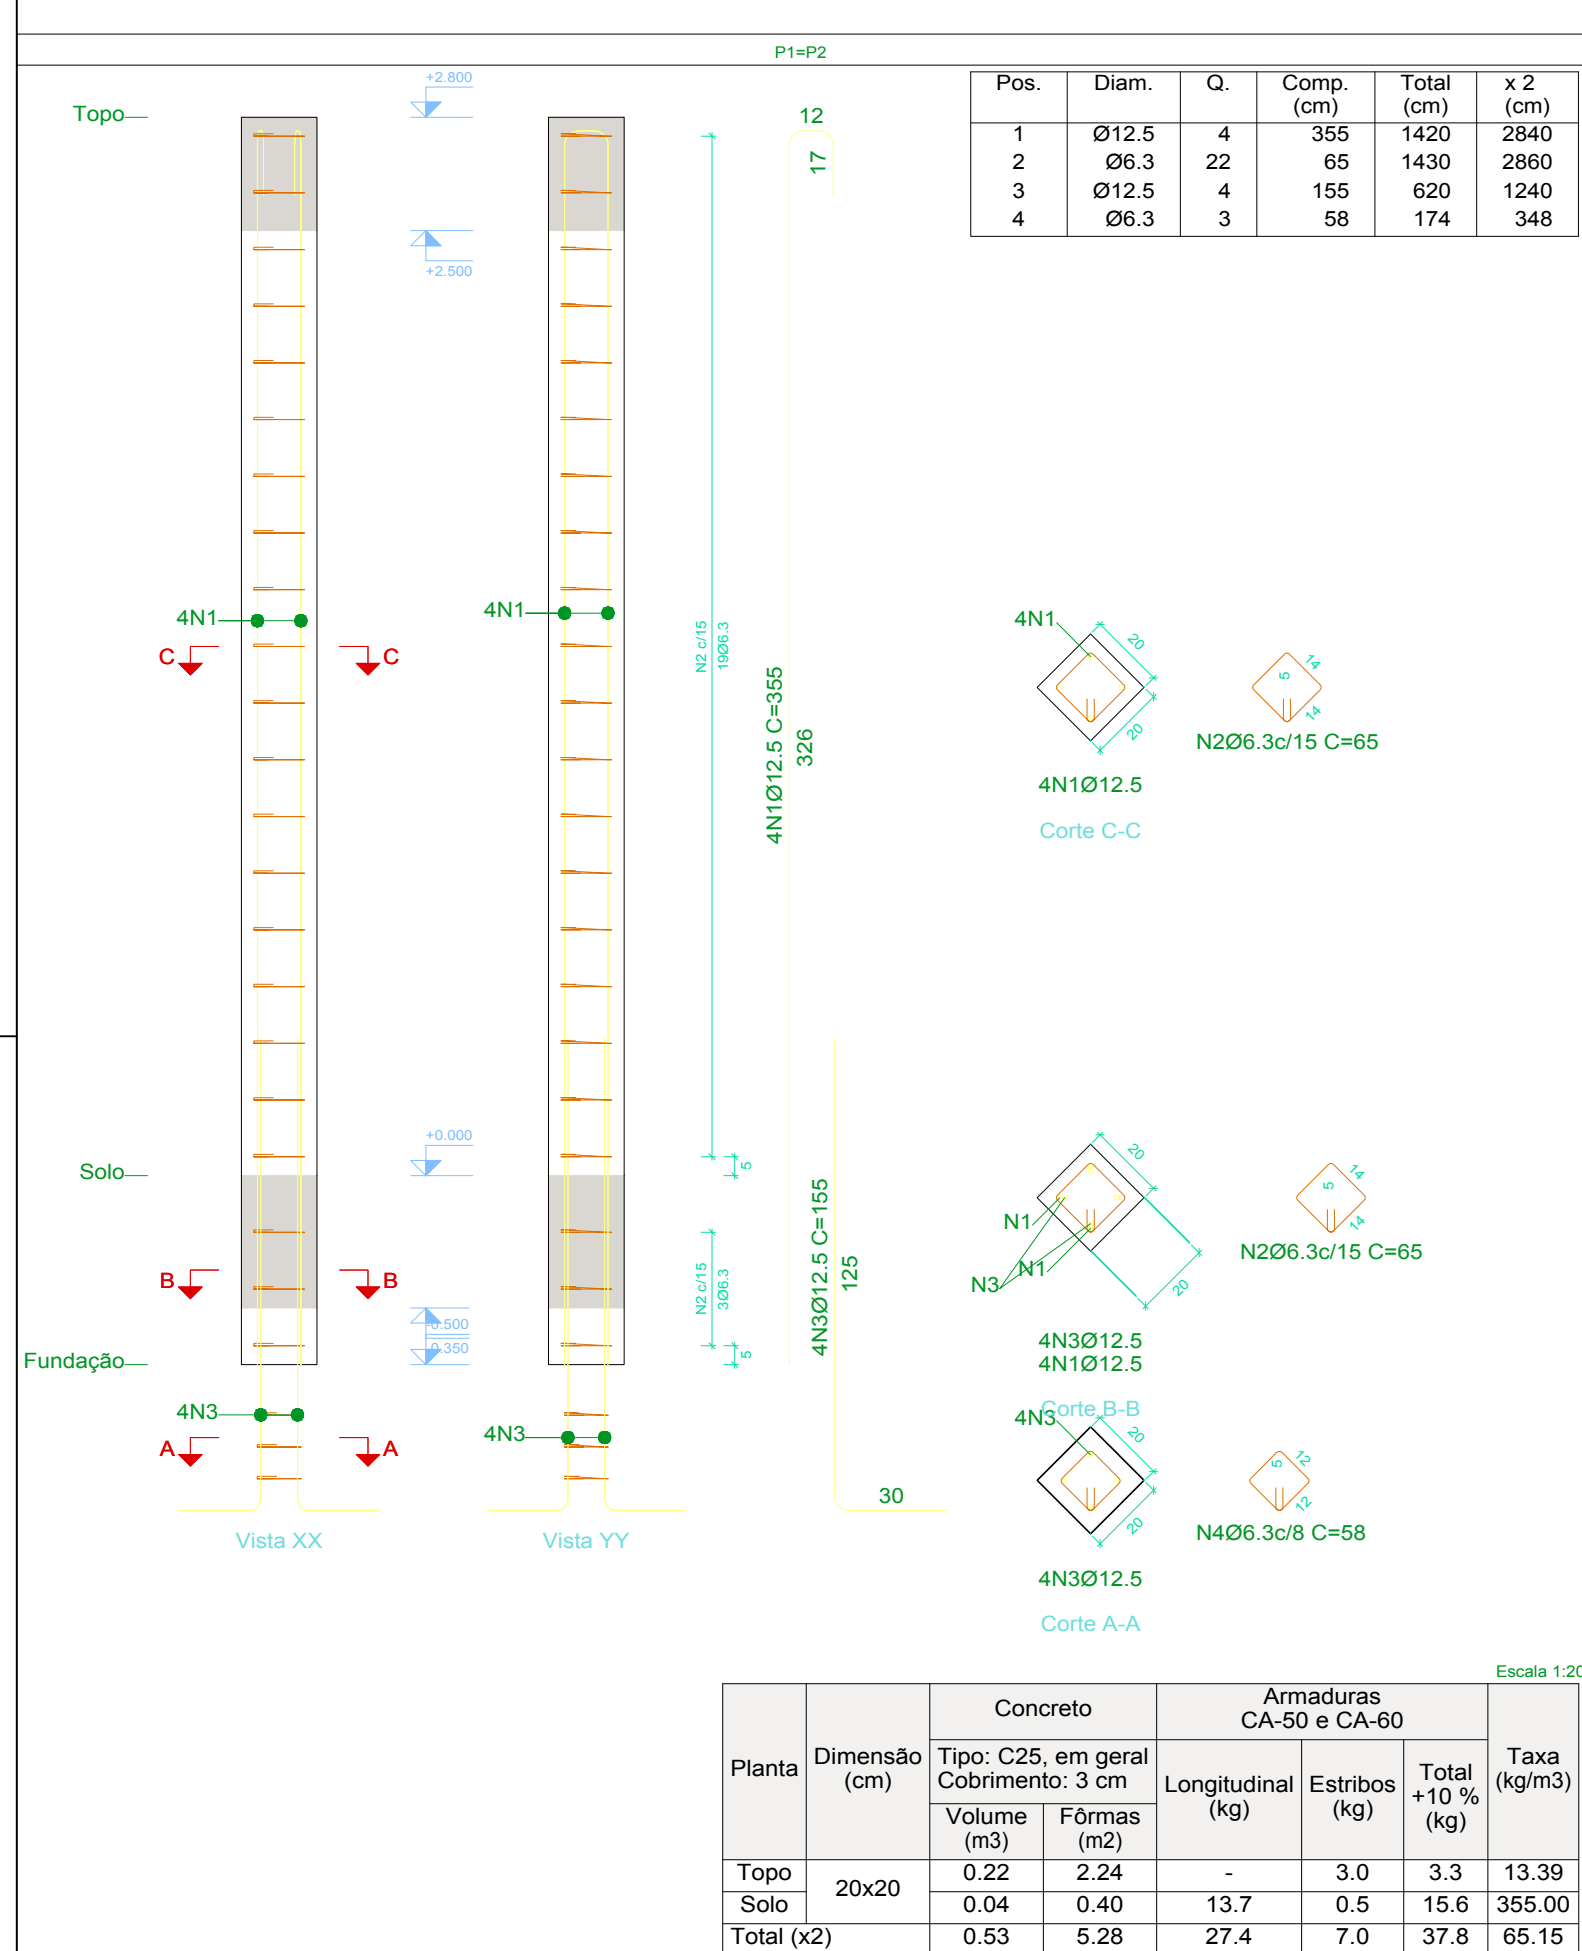 P1=P2
Pos. Diam. Q. Comp. (cm) Total (cm) x 2 (cm)
1 Ø12.5 4 355 1420 2840
2 Ø6.3 22 65 1430 2860
3 Ø12.5 4 155 620 1240
4 Ø6.3 3 58 174 348
Topo
+2.800
+2.500
12
17
4N1
4N1
C C
N2 c/15
19Ø6.3
4N1Ø12.5 C=355
326
4N1
20
20
4N1Ø12.5
Corte C-C
14
5
14
N2Ø6.3c/15 C=65
Solo
+0.000
5
B B
N2 c/15
3Ø6.3
5
-0.500
-0.350
Fundação
4N3Ø12.5 C=155
125
30
N1
N3
N1
20
20
4N3Ø12.5
4N1Ø12.5
Corte B-B
14
5
14
N2Ø6.3c/15 C=65
4N3
4N3
A A
Vista XX
Vista YY
4N3
20
20
4N3Ø12.5
Corte A-A
12
5
12
N4Ø6.3c/8 C=58
Escala 1:20
Planta Dimensão (cm) Concreto Armaduras CA-50 e CA-60 Taxa (kg/m3)
Tipo: C25, em geral
Cobrimento: 3 cm
Volume (m3) Fôrmas (m2) Longitudinal (kg) Estribos (kg) Total +10 % (kg)
Topo 20x20 0.22 2.24 - 3.0 3.3 13.39
Solo 0.04 0.40 13.7 0.5 15.6 355.00
Total (x2) 0.53 5.28 27.4 7.0 37.8 65.15